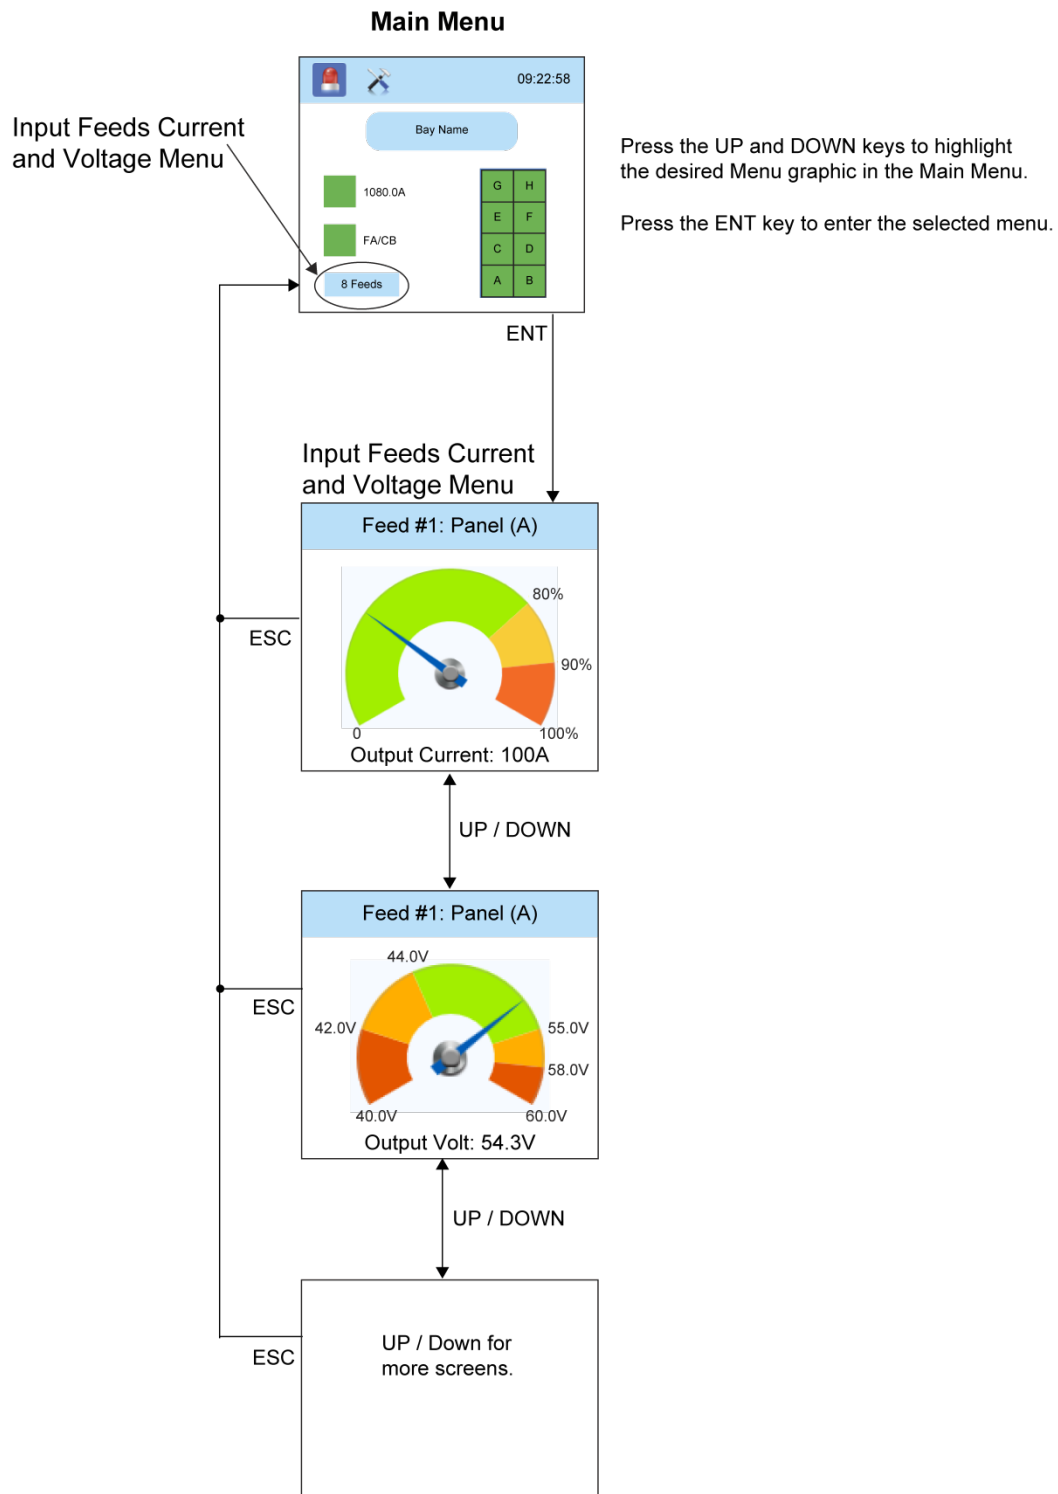 Main Menu
09:22:58
Input Feeds Current
and Voltage Menu
Bay Name
Press the UP and DOWN keys to highlight
the desired Menu graphic in the Main Menu.
Press the ENT key to enter the selected menu.
1080.0A
G H
E F
FA/CB
C D
8 Feeds
A B
ENT
Input Feeds Current
and Voltage Menu
Feed #1: Panel (A)
80%
ESC
90%
0
100%
Output Current: 100A
UP / DOWN
Feed #1: Panel (A)
44.0V
ESC
42.0V
55.0V
58.0V
40.0V
60.0V
Output Volt: 54.3V
UP / DOWN
ESC
UP / Down for
more screens.